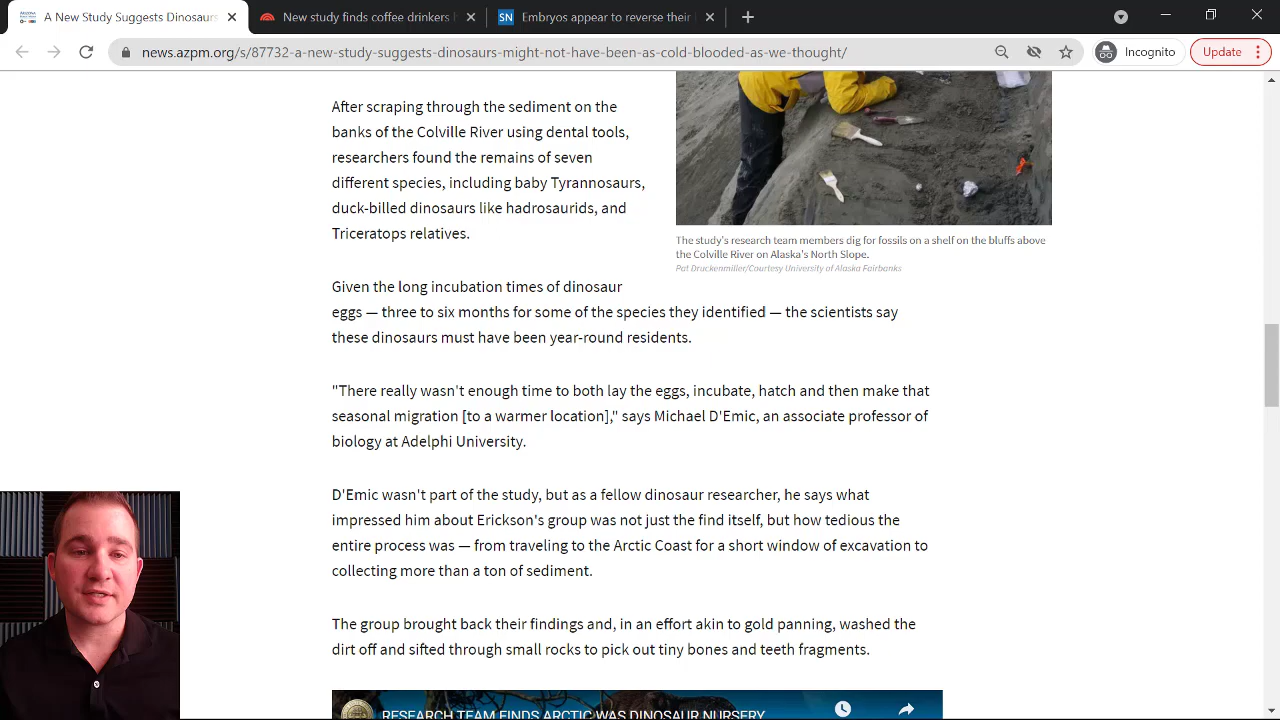 A New Study Suggests Dinosaurs
New study finds coffee drinkers h
SN Embryos appear to reverse their
news.azpm.org/s/87732-a-new-study-suggests-dinosaurs-might-not-have-been-as-cold-blooded-as-we-thought/
Incognito
Update
After scraping through the sediment on the
banks of the Colville River using dental tools,
researchers found the remains of seven
different species, including baby Tyrannosaurs,
duck-billed dinosaurs like hadrosaurids, and
Triceratops relatives.
The study's research team members dig for fossils on a shelf on the bluffs above
the Colville River on Alaska's North Slope.
Pat Druckenmiller/Courtesy University of Alaska Fairbanks
Given the long incubation times of dinosaur
eggs — three to six months for some of the species they identified — the scientists say
these dinosaurs must have been year-round residents.
"There really wasn't enough time to both lay the eggs, incubate, hatch and then make that
seasonal migration [to a warmer location]," says Michael D'Emic, an associate professor of
biology at Adelphi University.
D'Emic wasn't part of the study, but as a fellow dinosaur researcher, he says what
impressed him about Erickson's group was not just the find itself, but how tedious the
entire process was — from traveling to the Arctic Coast for a short window of excavation to
collecting more than a ton of sediment.
The group brought back their findings and, in an effort akin to gold panning, washed the
dirt off and sifted through small rocks to pick out tiny bones and teeth fragments.
RESEARCH TEAM FINDS ARCTIC WAS DINOSAUR NURSERY